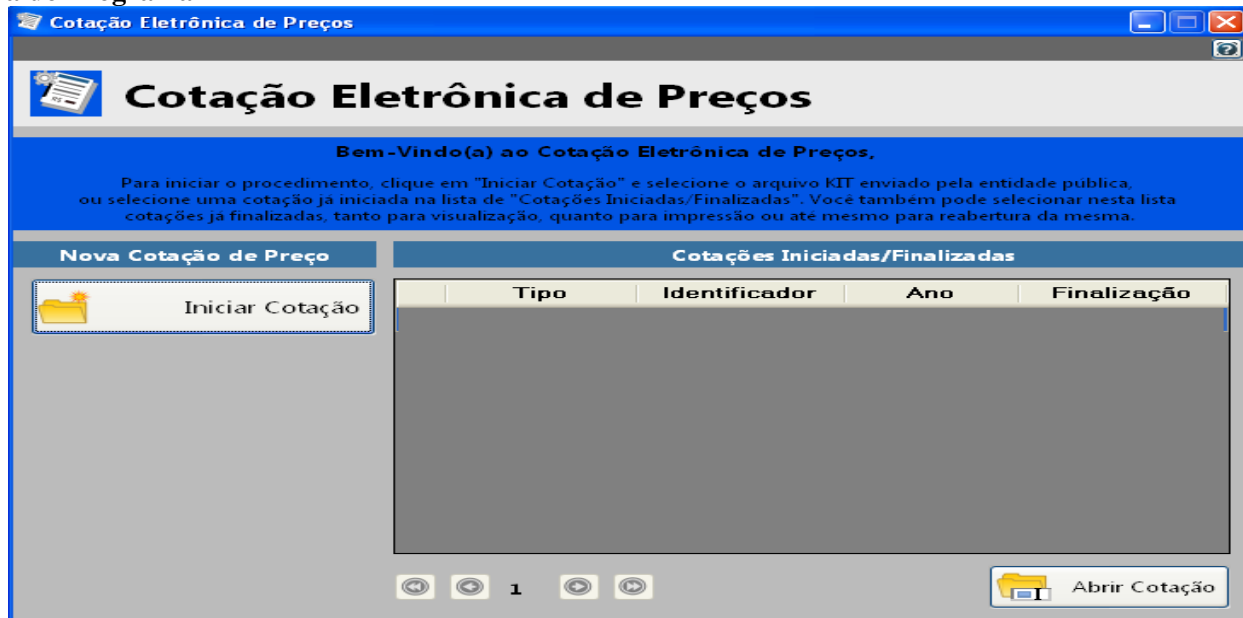 Cotação Eletrônica de Preços
Cotação Eletrônica de Preços
Bem-Vindo(a) ao Cotação Eletrônica de Preços,
Para iniciar o procedimento, clique em "Iniciar Cotação" e selecione o arquivo KIT enviado pela entidade pública,
ou selecione uma cotação já iniciada na lista de "Cotações Iniciadas/Finalizadas". Você também pode selecionar nesta lista
cotações já finalizadas, tanto para visualização, quanto para impressão ou até mesmo para reabertura da mesma.
Nova Cotação de Preço
Cotações Iniciadas/Finalizadas
Iniciar Cotação
Tipo Identificador Ano Finalização
1
Abrir Cotação